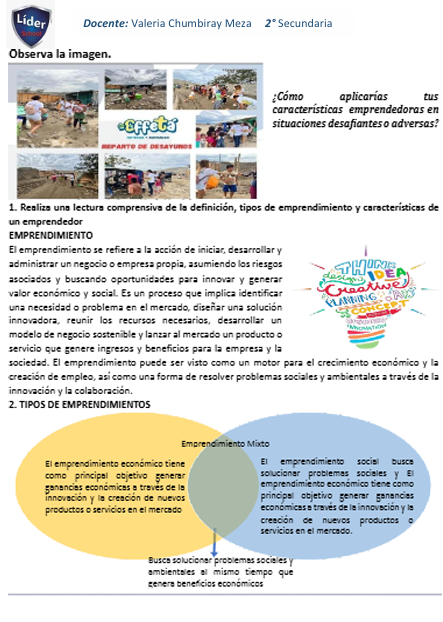 Líder
School
Docente: Valeria Chumbiray Meza 2° Secundaria
Observa la imagen.
effetá
REPARTO DE DESAYUNOS
¿Cómo aplicarías tus
características emprendedoras en
situaciones desafiantes o adversas?
1. Realiza una lectura comprensiva de la definición, tipos de emprendimiento y características de
un emprendedor
EMPRENDIMIENTO
El emprendimiento se refiere a la acción de iniciar, desarrollar y
administrar un negocio o empresa propia, asumiendo los riesgos
asociados y buscando oportunidades para innovar y generar
valor económico y social. Es un proceso que implica identificar
una necesidad o problema en el mercado, diseñar una solución
innovadora, reunir los recursos necesarios, desarrollar un
modelo de negocio sostenible y lanzar al mercado un producto o
servicio que genere ingresos y beneficios para la empresa y la
sociedad. El emprendimiento puede ser visto como un motor para el crecimiento económico y la
creación de empleo, así como una forma de resolver problemas sociales y ambientales a través de la
innovación y la colaboración.
THINK
IDEA
Creative
PLANNING
CONCEPT
INNOVATION
2. TIPOS DE EMPRENDIMIENTOS
Emprendimiento Mixto
El emprendimiento económico tiene
como principal objetivo generar
ganancias económicas a través de la
innovación y la creación de nuevos
productos o servicios en el mercado
El emprendimiento social busca
solucionar problemas sociales y El
emprendimiento económico tiene como
principal objetivo generar ganancias
económicas a través de la innovación y la
creación de nuevos productos o
servicios en el mercado.
Busca solucionar problemas sociales y
ambientales al mismo tiempo que
genera beneficios económicos